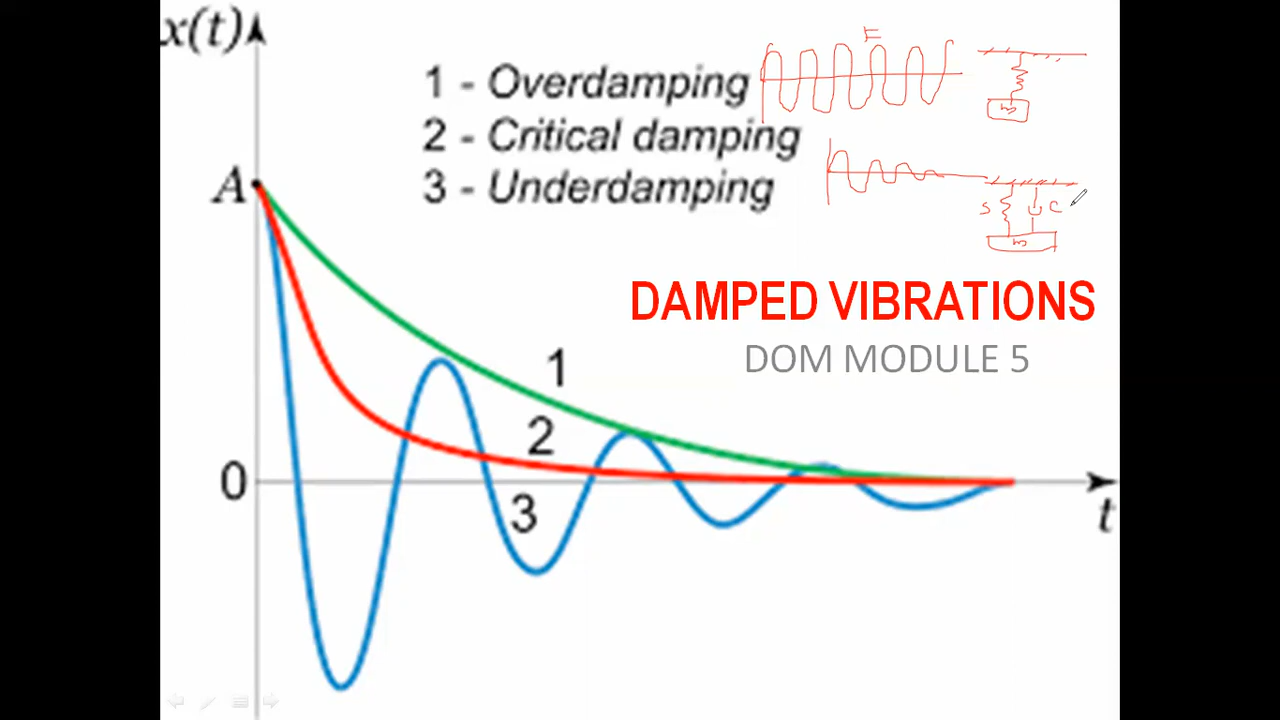 x(t)
1 - Overdamping
2 - Critical damping
3 - Underdamping
A
S
C
m
DAMPED VIBRATIONS
DOM MODULE 5
1
2
0
3
t